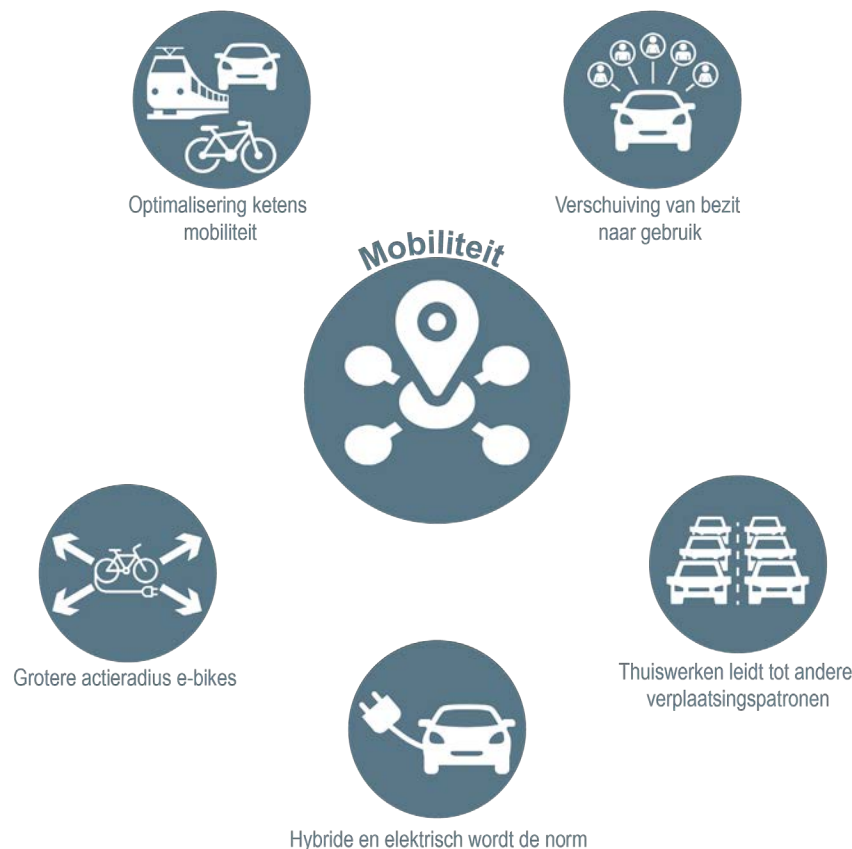 Optimalisering ketens
mobiliteit
Verschuiving van bezit
naar gebruik
Mobiliteit
Grotere actieradius e-bikes
Thuiswerken leidt tot andere
verplaatsingspatronen
Hybride en elektrisch wordt de norm